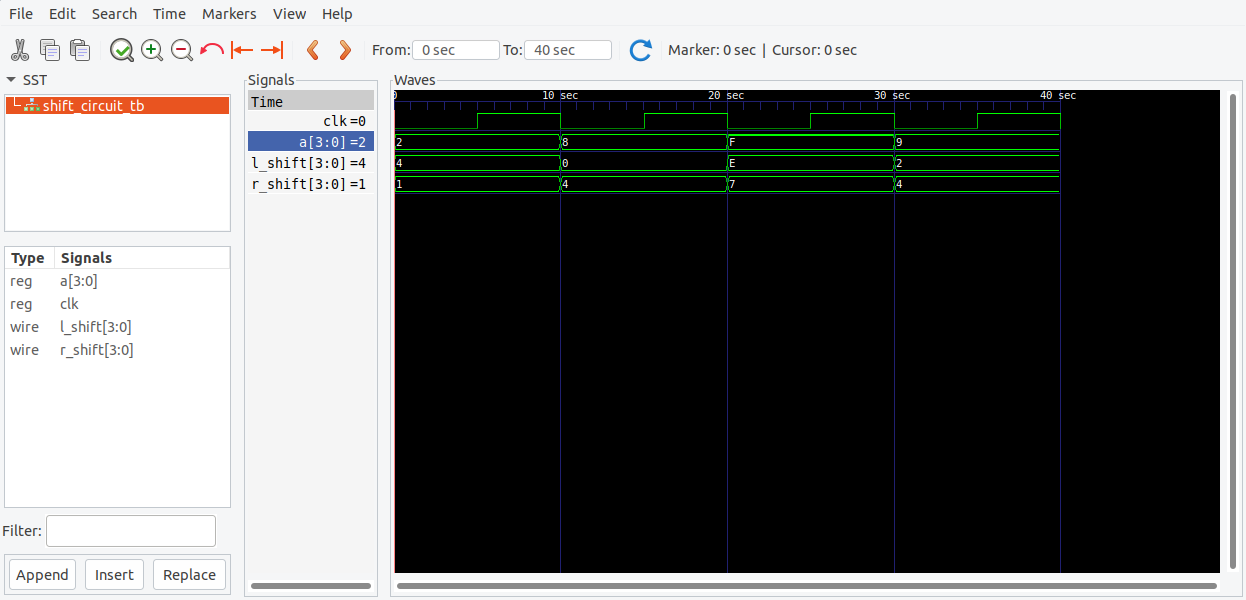 File Edit Search Time Markers View Help
From: 0 sec To: 40 sec Marker: 0 sec | Cursor: 0 sec
SST
shift_circuit_tb
Type Signals
reg a[3:0]
reg clk
wire l_shift[3:0]
wire r_shift[3:0]
Filter:
Append Insert Replace
Signals
Time
clk =0
a[3:0] =2
l_shift[3:0] =4
r_shift[3:0] =1
Waves
0 10 sec 20 sec 30 sec 40 sec
2 8 F 9
4 0 E 2
1 4 7 4